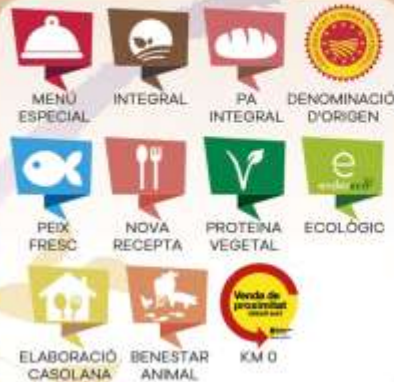 MENÚ
ESPECIAL
INTEGRAL
PA
INTEGRAL
DENOMINACIÓ
D'ORIGEN
PEIX
FRESC
NOVA
RECEPTA
PROTEINA
VEGETAL
e
ECOLÒGIC
ELABORACIÓ
CASOLANA
BENESTAR
ANIMAL
Venda de
proximitat
KM 0